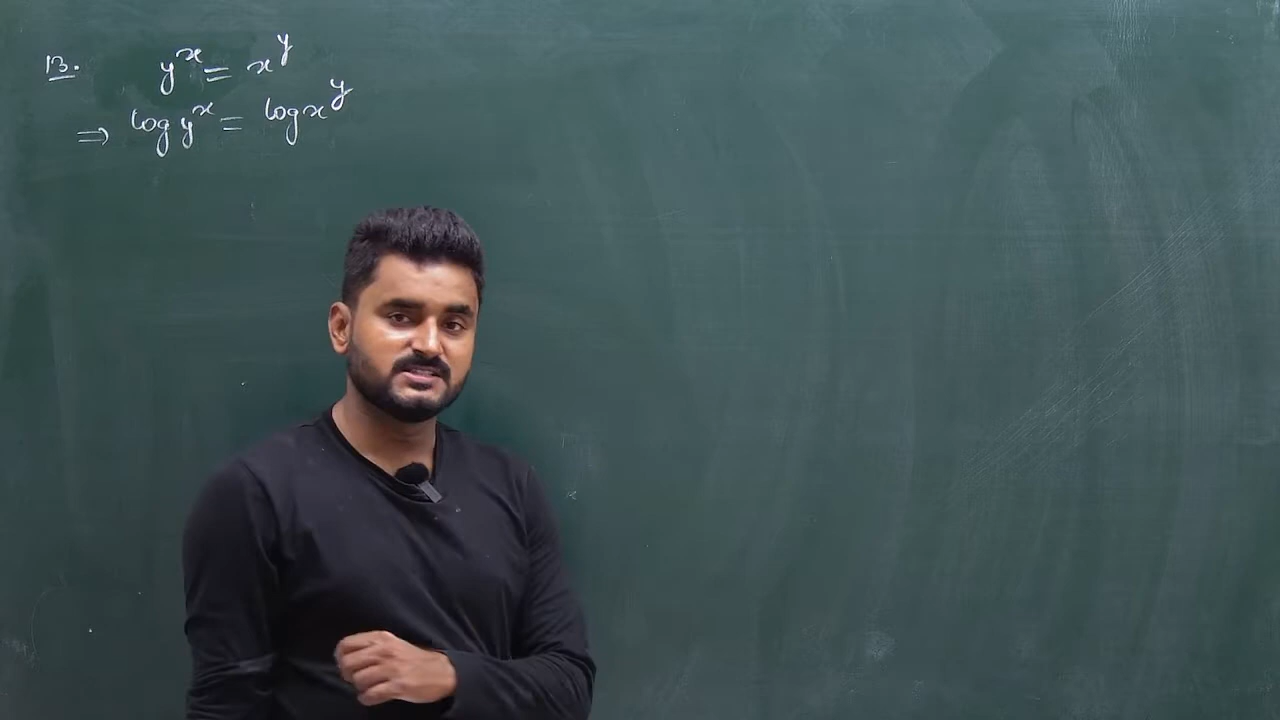 13. y^x = x^y
⇒ log y^x = log x^y